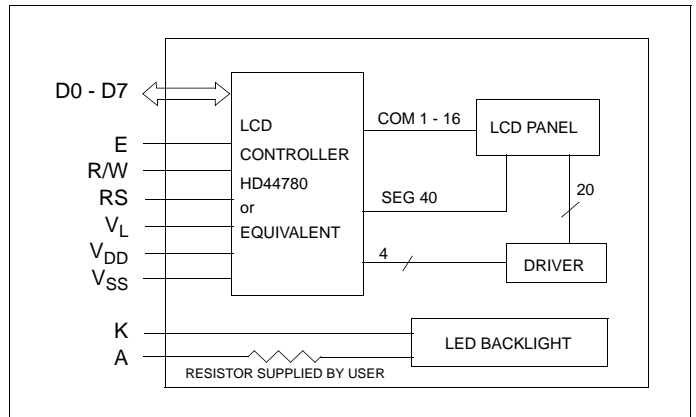 D0 - D7
E
R/W
RS
VL
VDD
VSS
K
A
LCD
CONTROLLER
HD44780
or
EQUIVALENT
COM 1 - 16
SEG 40
4
LCD PANEL
20
DRIVER
LED BACKLIGHT
RESISTOR SUPPLIED BY USER